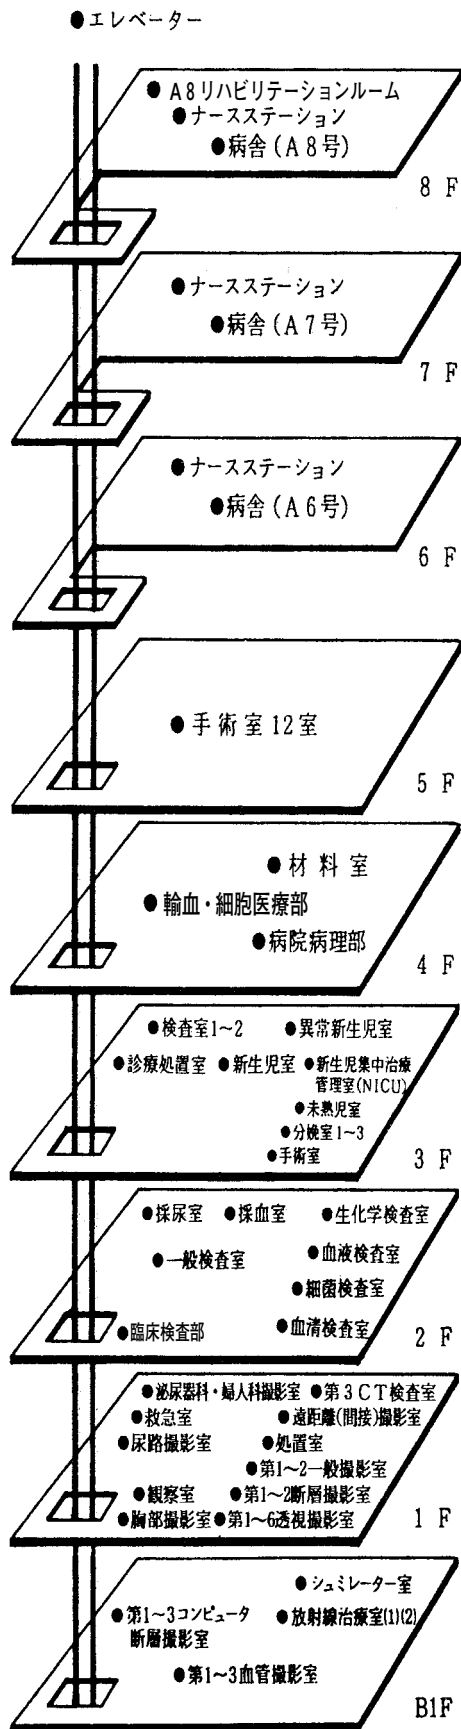 ●エレベーター
●A8リハビリテーションルーム
●ナースステーション
●病舎(A8号)
8 F
●ナースステーション
●病舎(A7号)
7 F
●ナースステーション
●病舎(A6号)
6 F
●手術室12室
5 F
●材料室
●輸血・細胞医療部
●病院病理部
4 F
●検査室1~2 ●異常新生児室
●診療処置室 ●新生児室 ●新生児集中治療
管理室(NICU)
●未熟児室
●分娩室1~3
●手術室
3 F
●採尿室 ●採血室 ●生化学検査室
●一般検査室 ●血液検査室
●細菌検査室
●臨床検査部 ●血清検査室
2 F
●泌尿器科・婦人科撮影室 ●第3CT検査室
●救急室 ●遠距離(間接)撮影室
●尿路撮影室 ●処置室
●第1~2一般撮影室
●観察室 ●第1~2断層撮影室
●胸部撮影室 ●第1~6透視撮影室
1 F
●シュミレーター室
●第1~3コンピュータ ●放射線治療室(1)(2)
断層撮影室
●第1~3血管撮影室
B1F